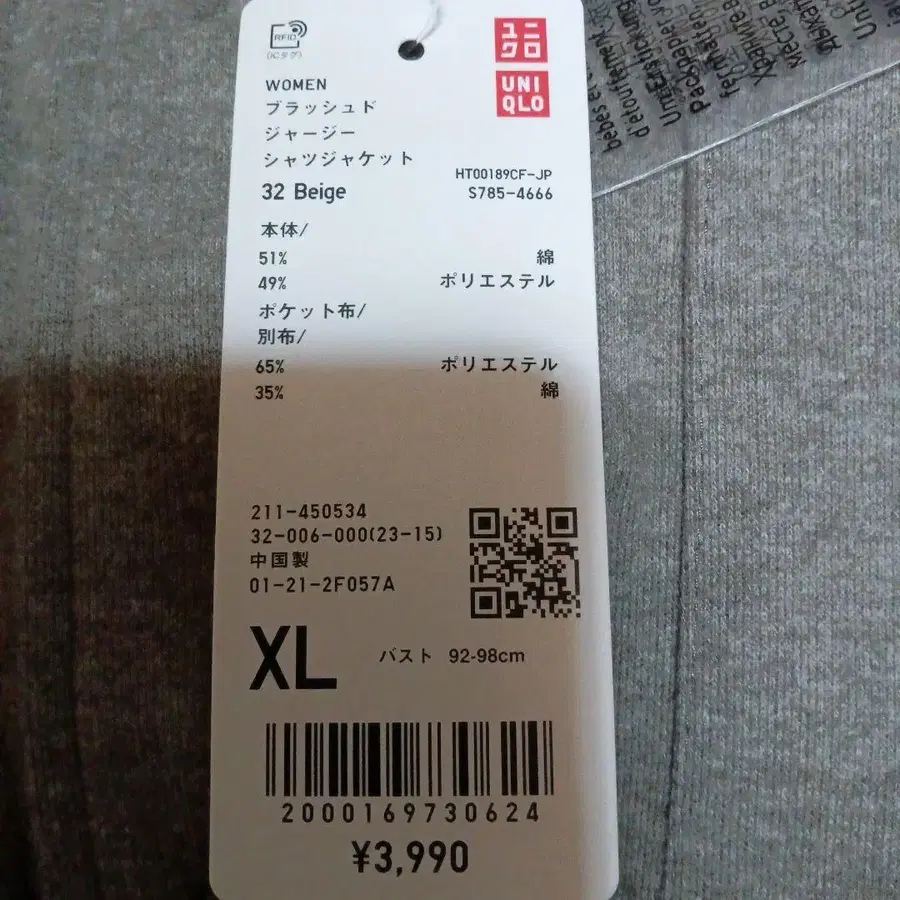 RFID
(ICタグ)
ユニ
クロ
UNI
QLO
WOMEN
ブラッシュド
ジャージー
シャツジャケット
32 Beige
HT00189CF-JP
S785-4666
本体/
51% 綿
49% ポリエステル
ポケット布/
別布/
65% ポリエステル
35% 綿
211-450534
32-006-000(23-15)
中国製
01-21-2F057A
XL バスト 92-98cm
2000169730624
¥3,990